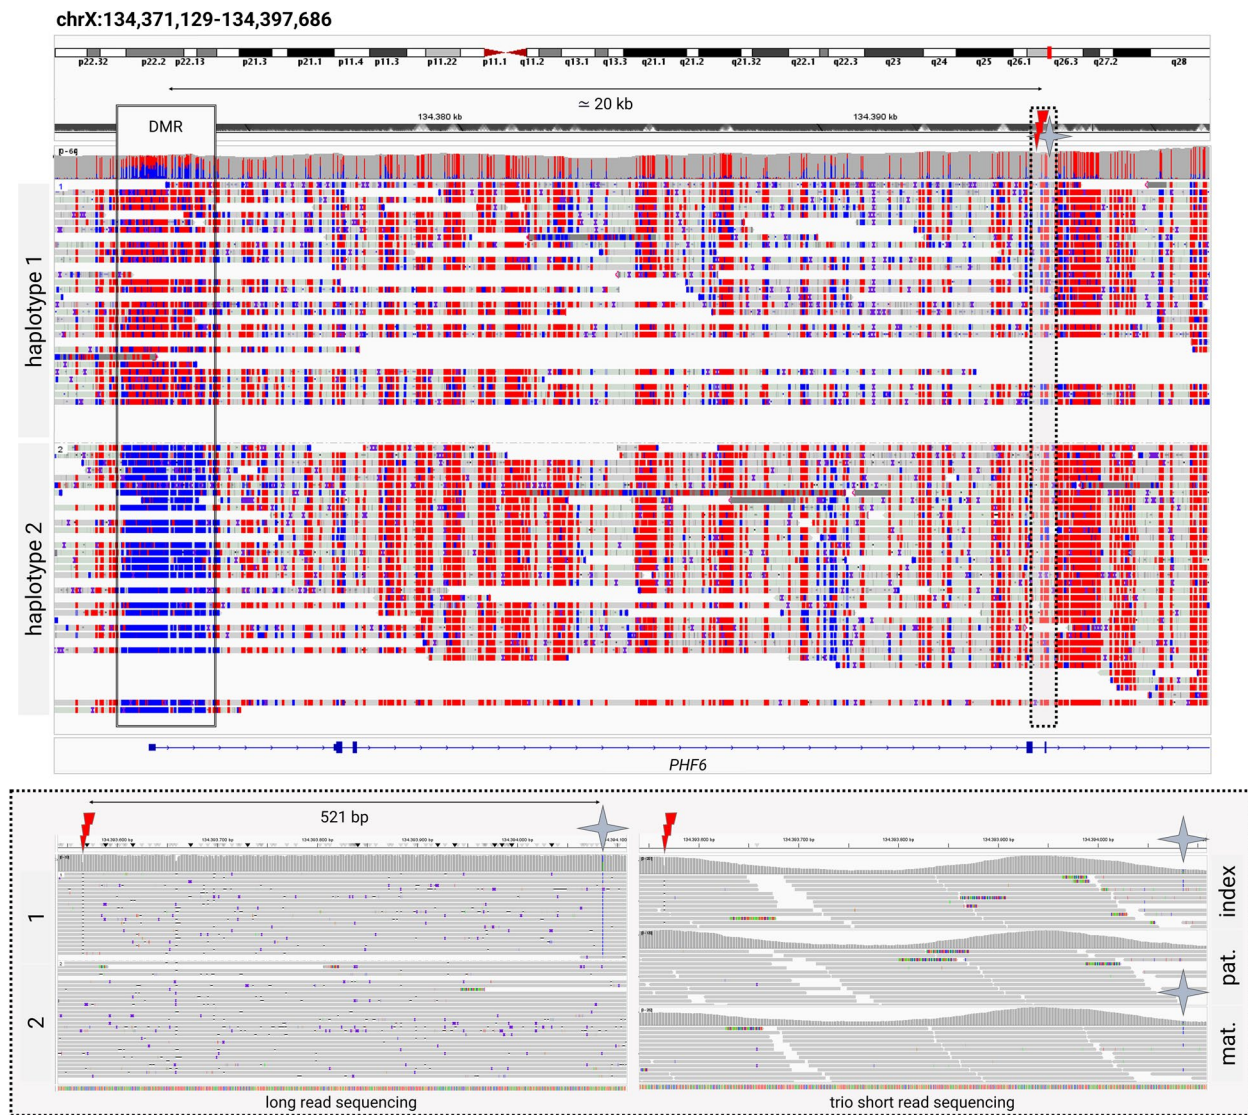 chrX:134,371,129-134,397,686
p22.32 p22.2 p22.13 p21.3 p21.1 p11.4 p11.3 p11.22 p11.1 q11.2 q13.1 q13.3 q21.1 q21.2 q21.32 q22.1 q22.3 q23 q24 q25 q26.1 q26.3 q27.2 q28
≃ 20 kb
DMR
134.380 kb 134.390 kb
1
haplotype 1
2
haplotype 2
PHF6
521 bp
1
2
index
pat.
mat.
long read sequencing
trio short read sequencing